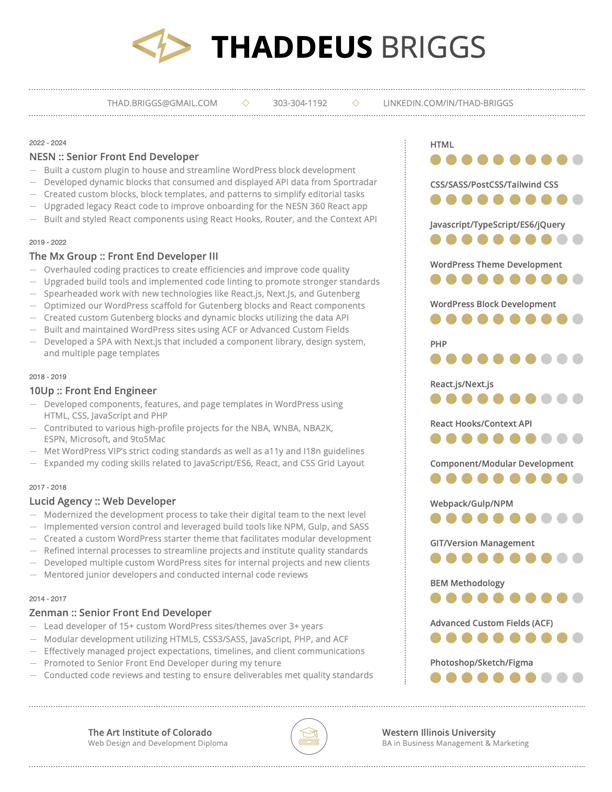 THADDEUS BRIGGS
THAD.BRIGGS@GMAIL.COM 303-304-1192 LINKEDIN.COM/IN/THAD-BRIGGS
2022 - 2024
NESN :: Senior Front End Developer
— Built a custom plugin to house and streamline WordPress block development
— Developed dynamic blocks that consumed and displayed API data from Sportradar
— Created custom blocks, block templates, and patterns to simplify editorial tasks
— Upgraded legacy React code to improve onboarding for the NESN 360 React app
— Built and styled React components using React Hooks, Router, and the Context API
2019 - 2022
The Mx Group :: Front End Developer III
— Overhauled coding practices to create efficiencies and improve code quality
— Upgraded build tools and implemented code linting to promote stronger standards
— Spearheaded work with new technologies like React.js, Next.Js, and Gutenberg
— Optimized our WordPress scaffold for Gutenberg blocks and React components
— Created custom Gutenberg blocks and dynamic blocks utilizing the data API
— Built and maintained WordPress sites using ACF or Advanced Custom Fields
— Developed a SPA with Next.js that included a component library, design system,
and multiple page templates
2018 - 2019
10Up :: Front End Engineer
— Developed components, features, and page templates in WordPress using
HTML, CSS, JavaScript and PHP
— Contributed to various high-profile projects for the NBA, WNBA, NBA2K,
ESPN, Microsoft, and 9to5Mac
— Met WordPress VIP's strict coding standards as well as a11y and I18n guidelines
— Expanded my coding skills related to JavaScript/ES6, React, and CSS Grid Layout
2017 - 2018
Lucid Agency :: Web Developer
— Modernized the development process to take their digital team to the next level
— Implemented version control and leveraged build tools like NPM, Gulp, and SASS
— Created a custom WordPress starter theme that facilitates modular development
— Refined internal processes to streamline projects and institute quality standards
— Developed multiple custom WordPress sites for internal projects and new clients
— Mentored junior developers and conducted internal code reviews
2014 - 2017
Zenman :: Senior Front End Developer
— Lead developer of 15+ custom WordPress sites/themes over 3+ years
— Modular development utilizing HTML5, CSS3/SASS, JavaScript, PHP, and ACF
— Effectively managed project expectations, timelines, and client communications
— Promoted to Senior Front End Developer during my tenure
— Conducted code reviews and testing to ensure deliverables met quality standards
HTML
CSS/SASS/PostCSS/Tailwind CSS
Javascript/TypeScript/ES6/jQuery
WordPress Theme Development
WordPress Block Development
PHP
React.js/Next.js
React Hooks/Context API
Component/Modular Development
Webpack/Gulp/NPM
GIT/Version Management
BEM Methodology
Advanced Custom Fields (ACF)
Photoshop/Sketch/Figma
The Art Institute of Colorado
Web Design and Development Diploma
Western Illinois University
BA in Business Management & Marketing